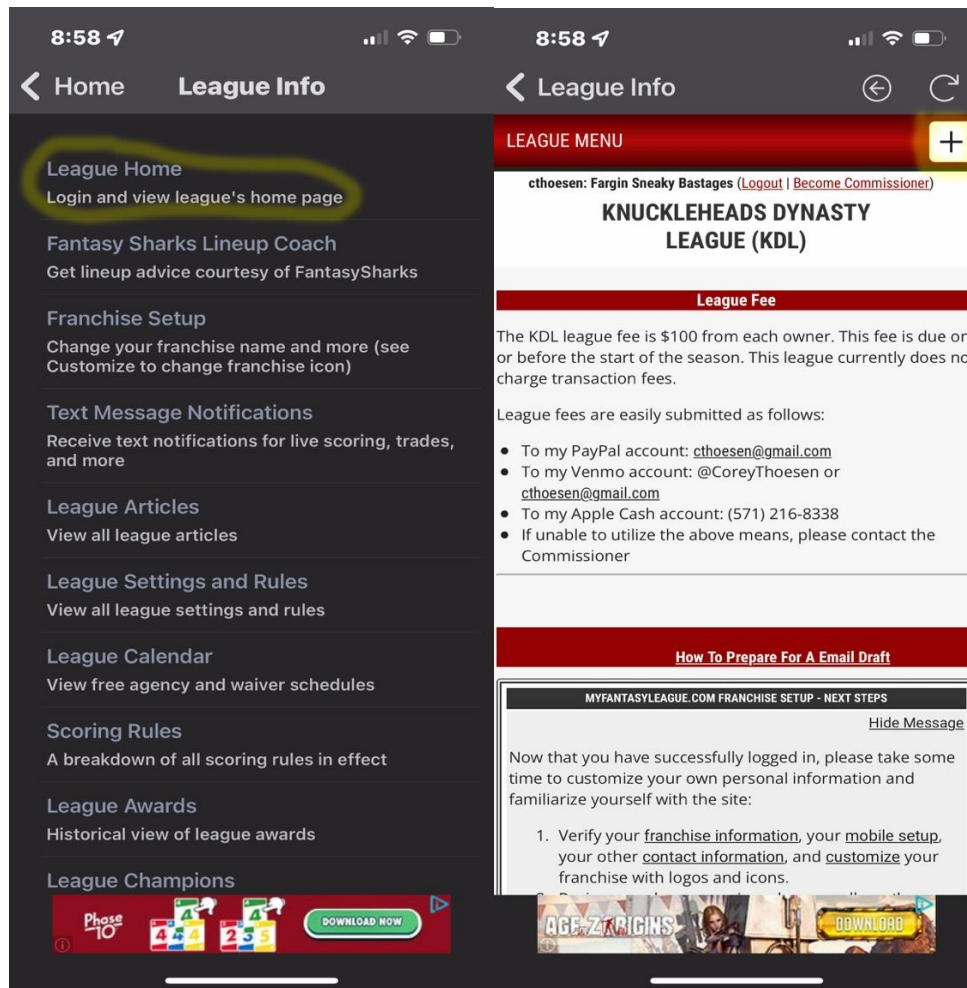 8:58
Home League Info
League Home
Login and view league's home page
Fantasy Sharks Lineup Coach
Get lineup advice courtesy of FantasySharks
Franchise Setup
Change your franchise name and more (see
Customize to change franchise icon)
Text Message Notifications
Receive text notifications for live scoring, trades,
and more
League Articles
View all league articles
League Settings and Rules
View all league settings and rules
League Calendar
View free agency and waiver schedules
Scoring Rules
A breakdown of all scoring rules in effect
League Awards
Historical view of league awards
League Champions
Phase
10
4 4 4 2 5 5
DOWNLOAD NOW
8:58
League Info
LEAGUE MENU +
cthoesen: Fargin Sneaky Bastages (Logout | Become Commissioner)
KNUCKLEHEADS DYNASTY
LEAGUE (KDL)
League Fee
The KDL league fee is $100 from each owner. This fee is due on
or before the start of the season. This league currently does no
charge transaction fees.
League fees are easily submitted as follows:
● To my PayPal account: cthoesen@gmail.com
● To my Venmo account: @CoreyThoesen or
cthoesen@gmail.com
● To my Apple Cash account: (571) 216-8338
● If unable to utilize the above means, please contact the
Commissioner
How To Prepare For A Email Draft
MYFANTASYLEAGUE.COM FRANCHISE SETUP - NEXT STEPS
Hide Message
Now that you have successfully logged in, please take some
time to customize your own personal information and
familiarize yourself with the site:
1. Verify your franchise information, your mobile setup,
your other contact information, and customize your
franchise with logos and icons.
AGE Z ORIGINS
DOWNLOAD